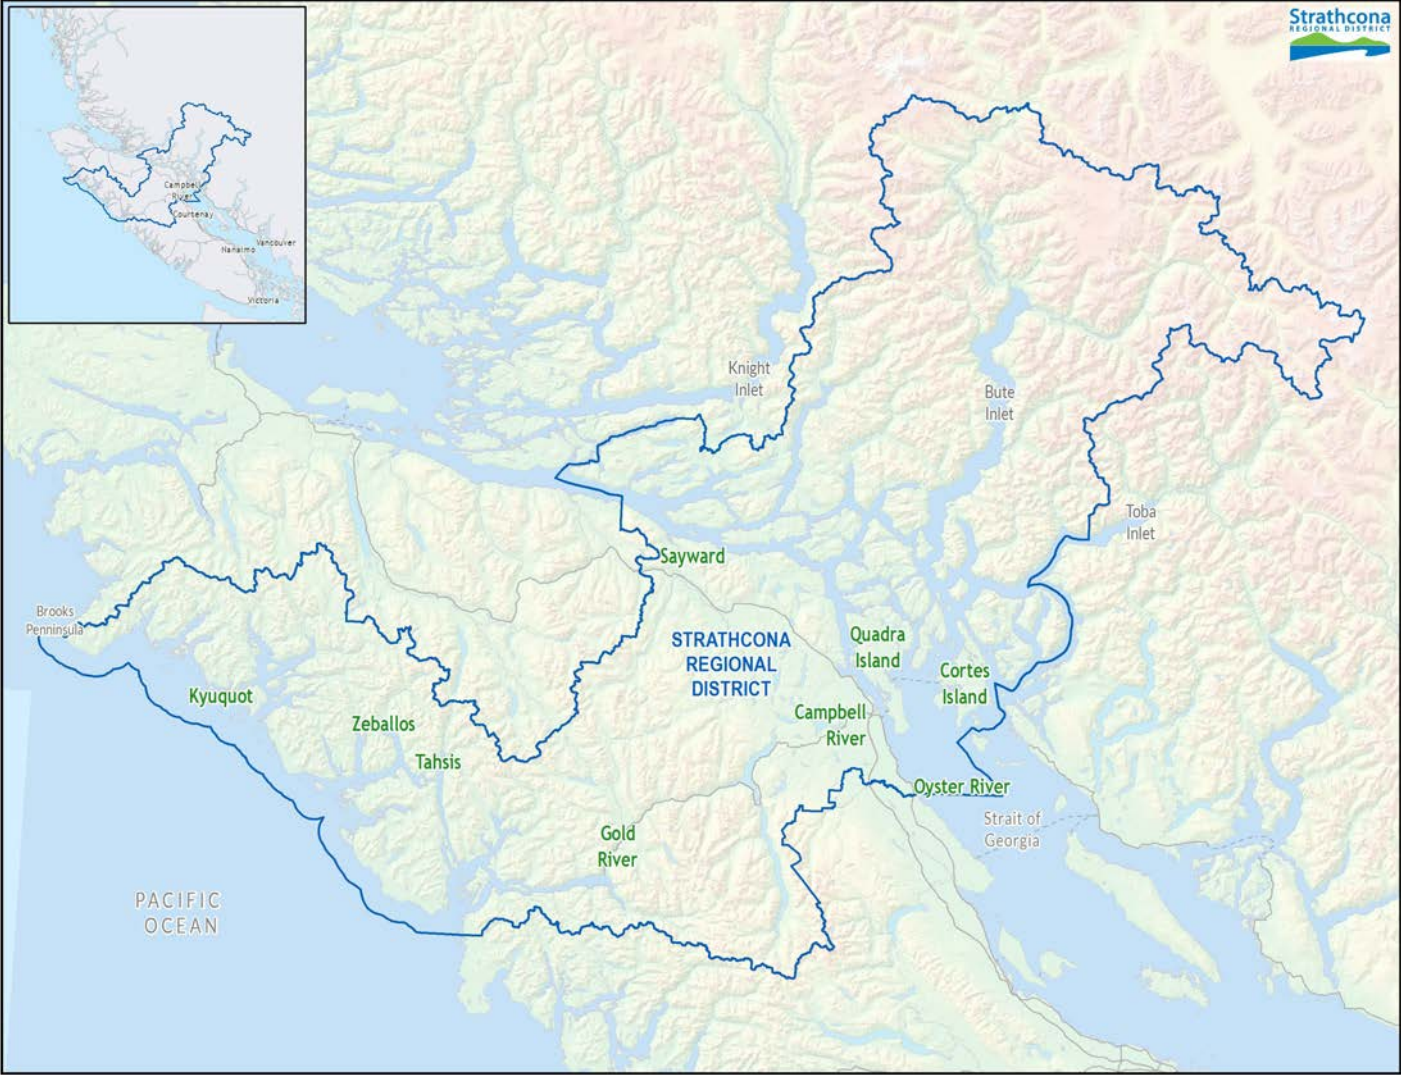 Strathcona
REGIONAL DISTRICT
Campbell
River
Courtenay
Nanaimo
Vancouver
Victoria
Knight
Inlet
Bute
Inlet
Toba
Inlet
Sayward
Brooks
Penninsula
STRATHCONA
REGIONAL
DISTRICT
Quadra
Island
Cortes
Island
Kyuquot
Zeballos
Campbell
River
Tahsis
Oyster River
Strait of
Georgia
Gold
River
PACIFIC
OCEAN